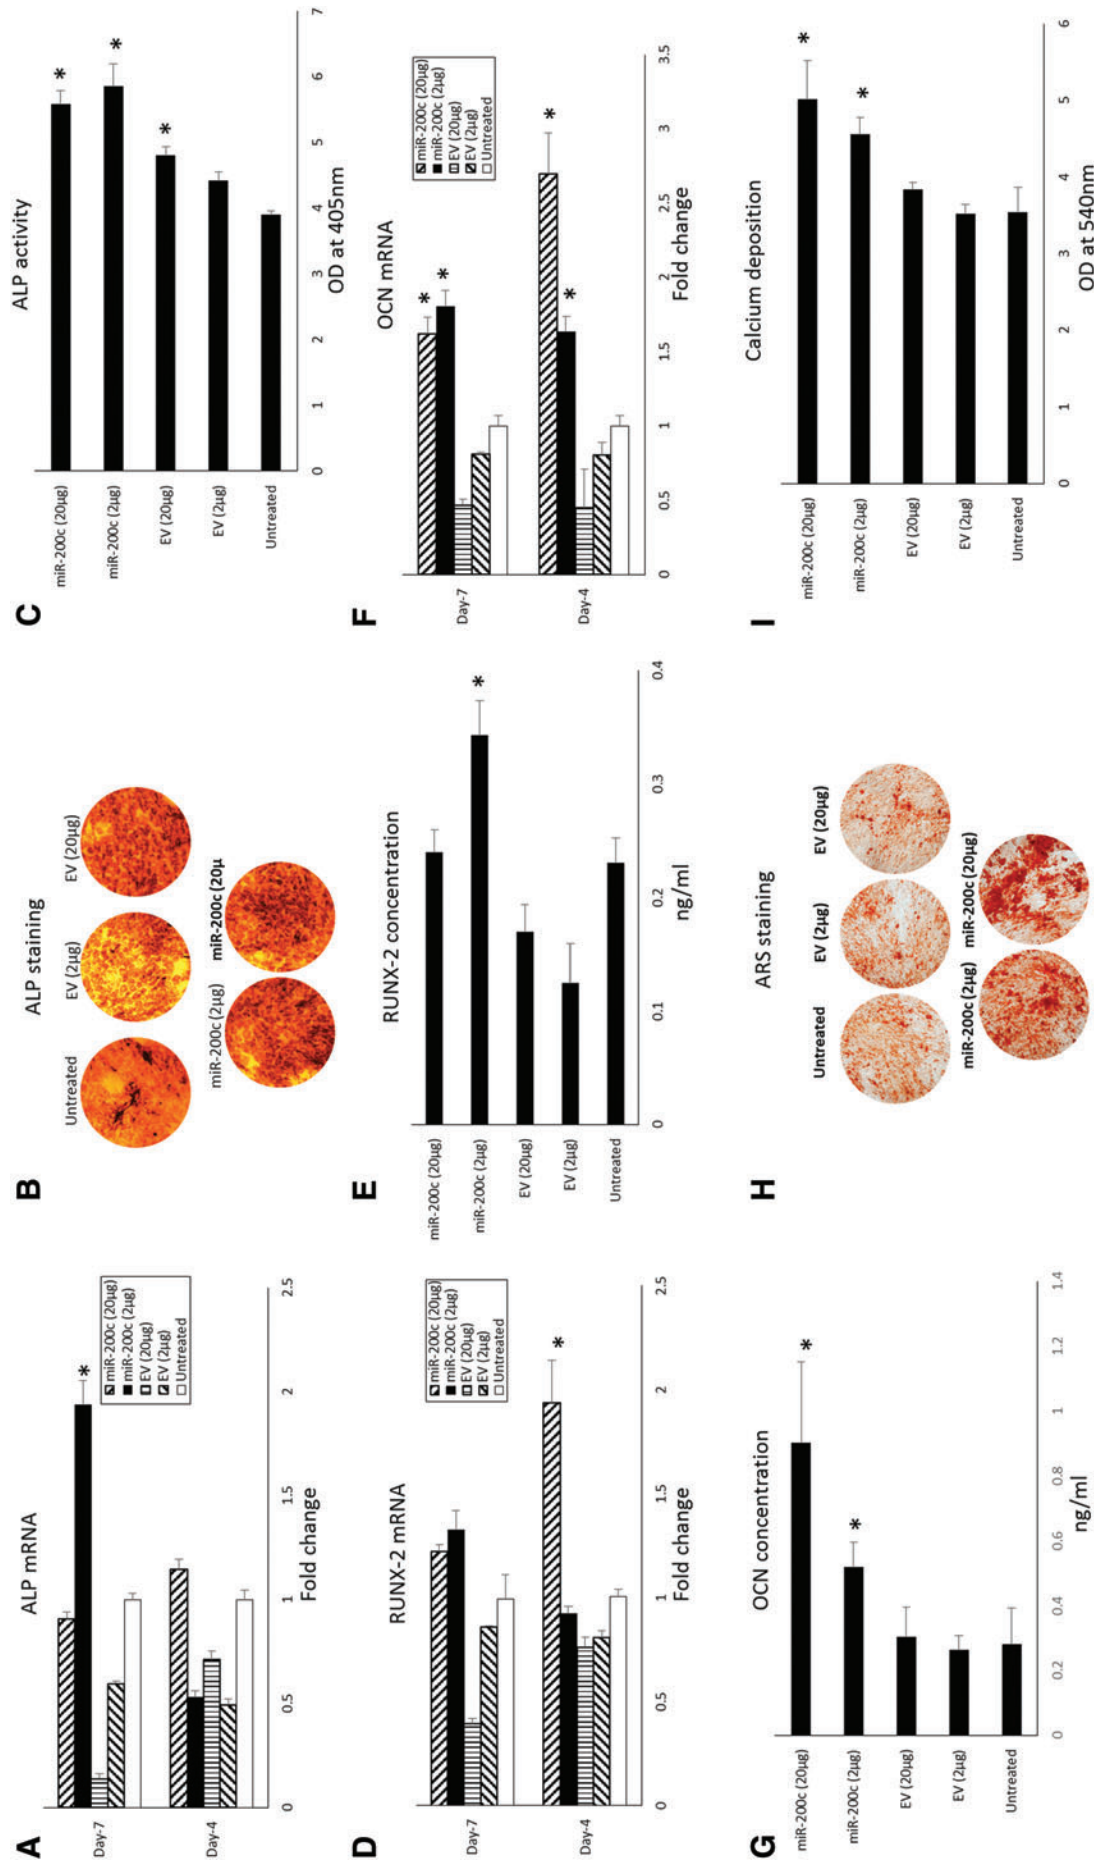 A
ALP mRNA
Day-7
Day-4
miR-200c (20µg)
miR-200c (2µg)
EV (20µg)
EV (2µg)
Untreated
*
0
0.5
1
1.5
2
2.5
Fold change
B
ALP staining
Untreated
EV (2µg)
EV (20µg)
miR-200c (2µg)
miR-200c (20µ
C
ALP activity
miR-200c (20µg)
*
miR-200c (2µg)
*
EV (20µg)
*
EV (2µg)
Untreated
0
1
2
3
4
5
6
7
OD at 405nm
D
RUNX-2 mRNA
Day-7
Day-4
miR-200c (20µg)
miR-200c (2µg)
EV (20µg)
EV (2µg)
Untreated
*
0
0.5
1
1.5
2
2.5
Fold change
E
RUNX-2 concentration
miR-200c (20µg)
miR-200c (2µg)
*
EV (20µg)
EV (2µg)
Untreated
0
0.1
0.2
0.3
0.4
ng/ml
F
OCN mRNA
miR-200c (20µg)
miR-200c (2µg)
EV (20µg)
EV (2µg)
Untreated
Day-7
*
*
Day-4
*
*
0
0.5
1
1.5
2
2.5
3
3.5
Fold change
G
OCN concentration
miR-200c (20µg)
*
miR-200c (2µg)
*
EV (20µg)
EV (2µg)
Untreated
0
0.2
0.4
0.6
0.8
1
1.2
1.4
ng/ml
H
ARS staining
Untreated
EV (2µg)
EV (20µg)
miR-200c (2µg)
miR-200c (20µg)
I
Calcium deposition
miR-200c (20µg)
*
miR-200c (2µg)
*
EV (20µg)
EV (2µg)
Untreated
0
1
2
3
4
5
6
OD at 540nm